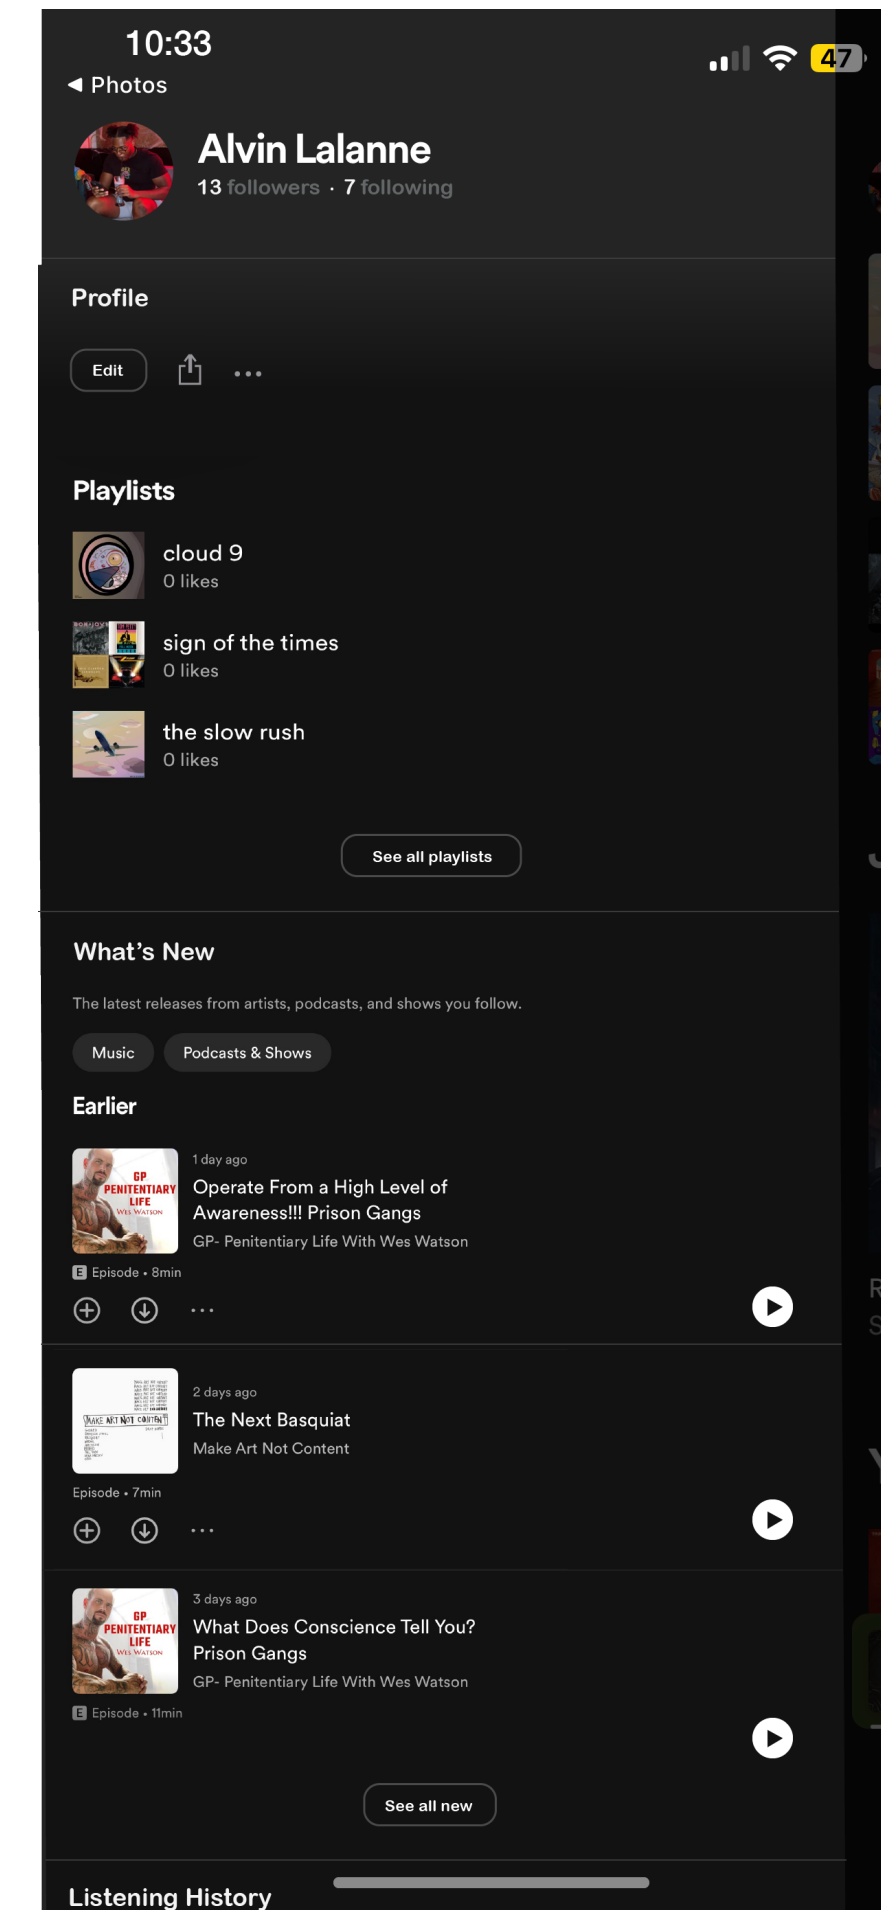 10:33
47
◀ Photos
Alvin Lalanne
13 followers · 7 following
Profile
Edit
Playlists
cloud 9
0 likes
BON JOVI
sign of the times
0 likes
the slow rush
0 likes
See all playlists
What's New
The latest releases from artists, podcasts, and shows you follow.
Music
Podcasts & Shows
Earlier
GP
PENITENTIARY
LIFE
WES WATSON
1 day ago
Operate From a High Level of
Awareness!!! Prison Gangs
GP- Penitentiary Life With Wes Watson
E Episode • 8min
MAKE ART NOT CONTENT
2 days ago
The Next Basquiat
Make Art Not Content
Episode • 7min
GP
PENITENTIARY
LIFE
WES WATSON
3 days ago
What Does Conscience Tell You?
Prison Gangs
GP- Penitentiary Life With Wes Watson
E Episode • 11min
See all new
Listening History